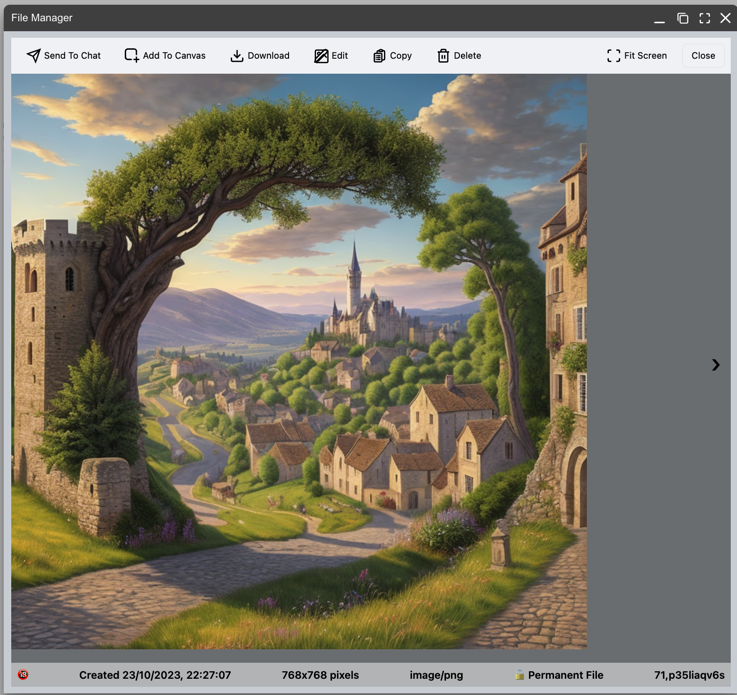 File Manager
Send To Chat Add To Canvas Download Edit Copy Delete Fit Screen Close
Created 23/10/2023, 22:27:07 768x768 pixels image/png Permanent File 71,p35liaqv6s